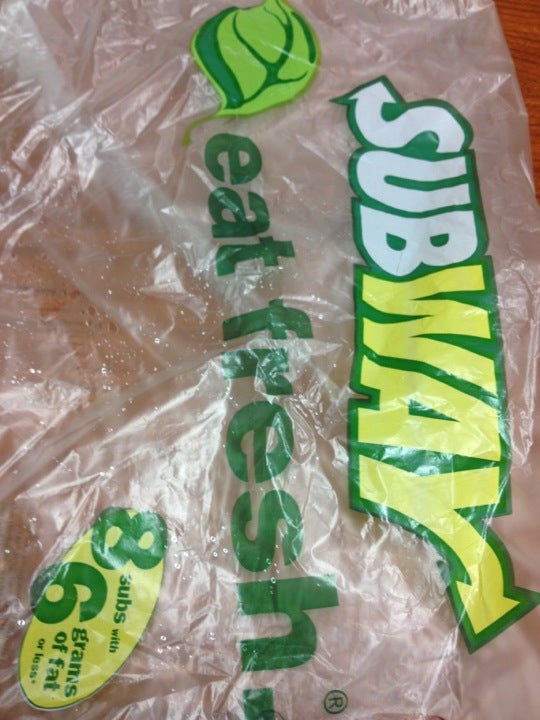 SUBWAY
eat fresh.®
8 subs with
6 grams
of fat
or less*